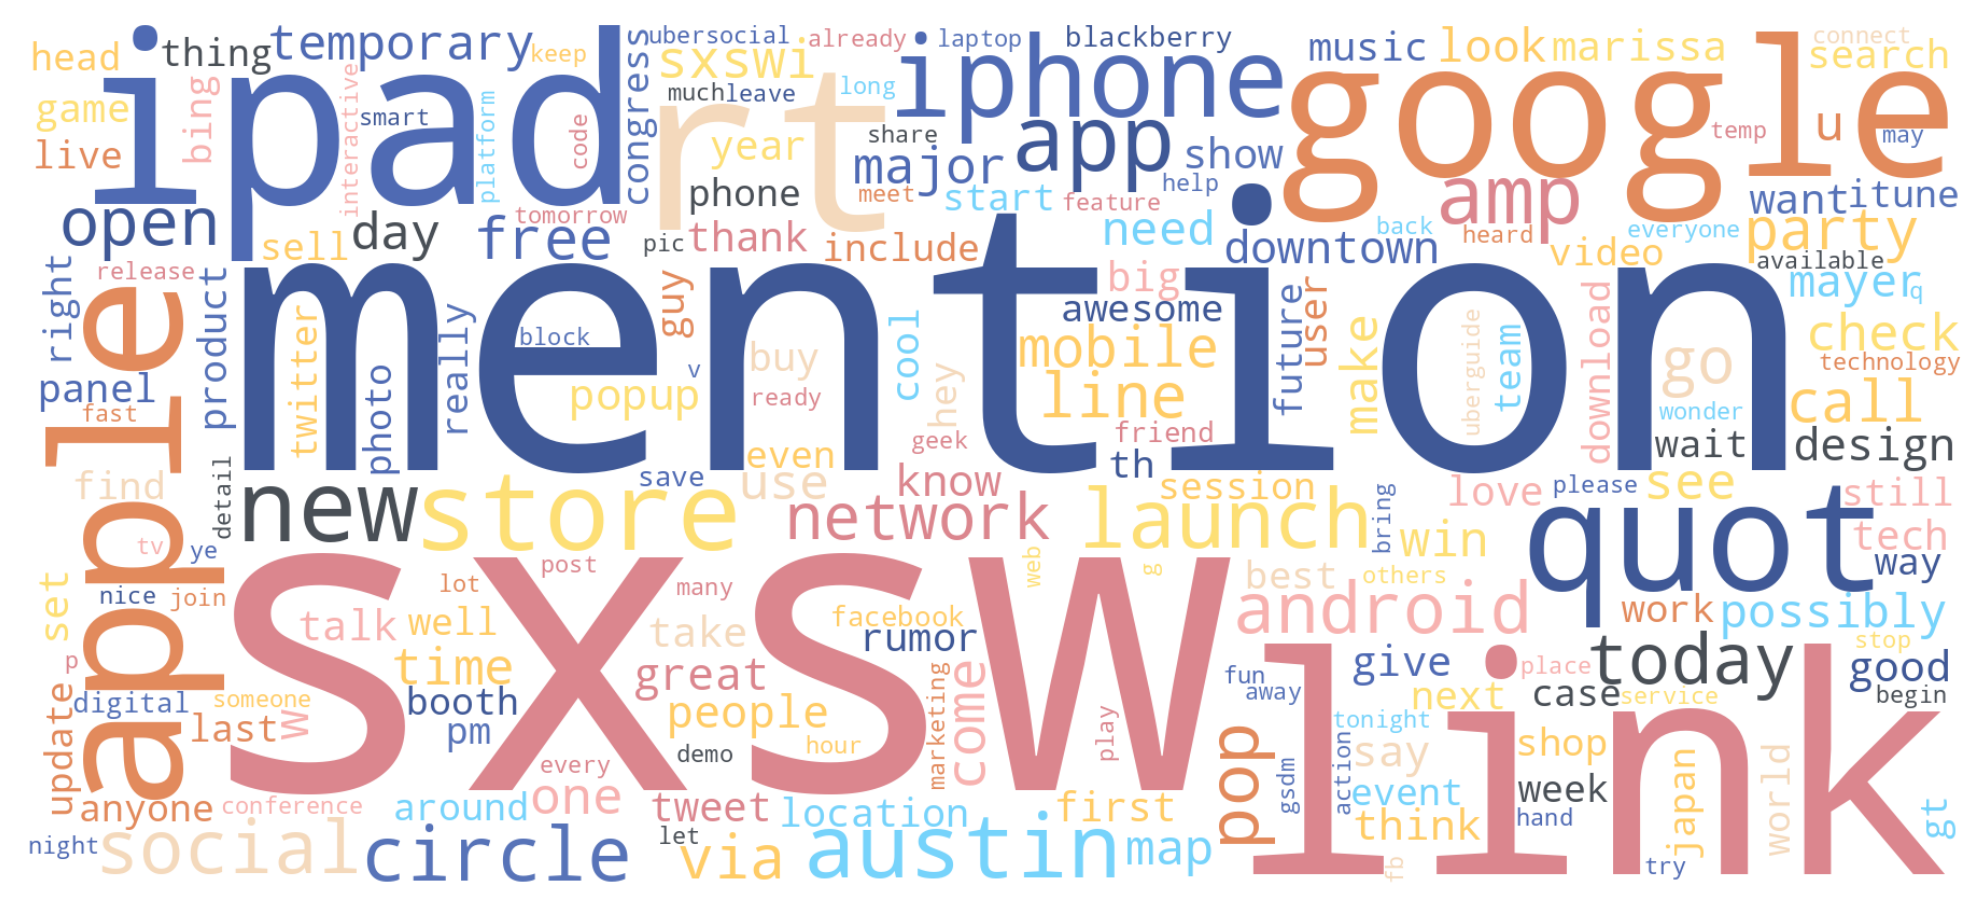 head
thing
temporary
keep
congress
ubersocial
already
laptop
blackberry
music
look
marissa
connect
search
game
bing
interactive
smart
platform
code
ipad
sxswi
much
leave
long
iphone
google
temp
u
may
live
rt
year
share
major
app
show
amp
want
itune
open
sell
day
free
tomorrow
phone
pic
thank
meet
include
start
feature
help
need
downtown
back
heard
everyone
video
party
available
mayer
q
right
release
product
apple
mention
twitter
photo
really
block
guy
popup
v
buy
ready
cool
hey
big
awesome
mobile
line
future
user
make
uberguide
team
download
go
check
technology
panel
fast
geek
friend
th
wonder
call
wait
design
find
detail
new
store
save
even
use
know
network
session
launch
bring
win
love
please
see
still
quot
tech
way
tv
ye
set
nice
join
sxsw
lot
post
many
web
g
best
others
android
work
possibly
talk
well
take
facebook
rumor
stop
p
time
great
give
place
today
good
digital
someone
booth
people
come
marketing
fun
away
next
case
service
begin
update
last
w
pm
demo
hour
play
pop
link
tonight
say
shop
every
gsdm
action
event
week
japan
world
anyone
conference
around
one
tweet
location
first
think
hand
gt
night
social
circle
let
via
austin
map
fb
try